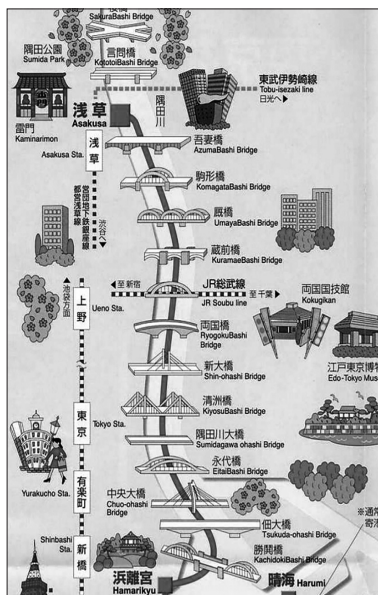 桜橋
SakuraBashi Bridge
隅田公園
Sumida Park
言問橋
KototoiBashi Bridge
東武伊勢崎線
Tobu-isezaki line
日光へ▶
隅田川
浅草
Asakusa
雷門
Kaminarimon
浅草
Asakusa Sta.
吾妻橋
AzumaBashi Bridge
駒形橋
KomagataBashi Bridge
営団地下鉄銀座線
都営浅草線
渋谷へ▶
厩橋
UmayaBashi Bridge
蔵前橋
KuramaeBashi Bridge
◀至新宿
JR総武線
JR Soubu line
至千葉▶
両国国技館
Kokugikan
▲池袋方面
上野
Ueno Sta.
両国橋
RyogokuBashi
Bridge
江戸東京博物
Edo-Tokyo Muse
新大橋
Shin-ohashi Bridge
清洲橋
KiyosuBashi Bridge
東京
Tokyo Sta.
隅田川大橋
Sumidagawa ohashi Bridge
永代橋
EitaiBashi Bridge
有楽町
Yurakucho Sta.
中央大橋
Chuo-ohashi
Bridge
佃大橋
Tsukuda-ohashi Bridge
※通常
寄港
Shinbashi
Sta.
新橋
勝鬨橋
KachidokiBashi Bridge
浜離宮
Hamarikyu
晴海 Harumi